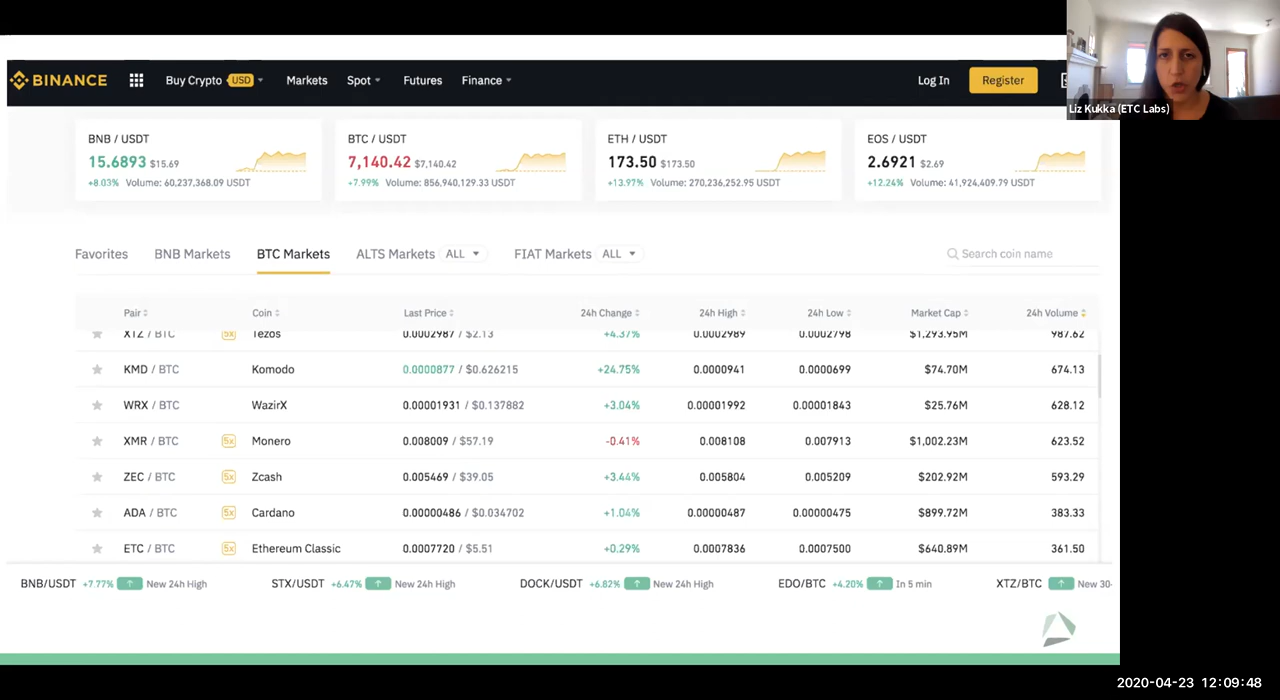 BINANCE Buy Crypto USD Markets Spot Futures Finance Log In Register
Liz Kukka (ETC Labs)
BNB / USDT BTC / USDT ETH / USDT EOS / USDT
15.6893 $15.69 7,140.42 $7,140.42 173.50 $173.50 2.6921 $2.69
+8.03% Volume: 60,237,368.09 USDT +7.99% Volume: 856,940,129.33 USDT +13.97% Volume: 270,236,252.95 USDT +12.24% Volume: 41,924,409.79 USDT
Favorites BNB Markets BTC Markets ALTS Markets ALL FIAT Markets ALL Search coin name
Pair Coin Last Price 24h Change 24h High 24h Low Market Cap 24h Volume
XTZ / BTC 5x Tezos 0.0002987 / $2.13 +4.37% 0.0002989 0.0002798 $1,293.95M 987.62
KMD / BTC Komodo 0.0000877 / $0.626215 +24.75% 0.0000941 0.0000699 $74.70M 674.13
WRX / BTC WazirX 0.00001931 / $0.137882 +3.04% 0.00001992 0.00001843 $25.76M 628.12
XMR / BTC 5x Monero 0.008009 / $57.19 -0.41% 0.008108 0.007913 $1,002.23M 623.52
ZEC / BTC 5x Zcash 0.005469 / $39.05 +3.44% 0.005804 0.005209 $202.92M 593.29
ADA / BTC 5x Cardano 0.00000486 / $0.034702 +1.04% 0.00000487 0.00000475 $899.72M 383.33
ETC / BTC 5x Ethereum Classic 0.0007720 / $5.51 +0.29% 0.0007836 0.0007500 $640.89M 361.50
BNB/USDT +7.77% New 24h High STX/USDT +6.47% New 24h High DOCK/USDT +6.82% New 24h High EDO/BTC +4.20% In 5 min XTZ/BTC New 30-
2020-04-23 12:09:48